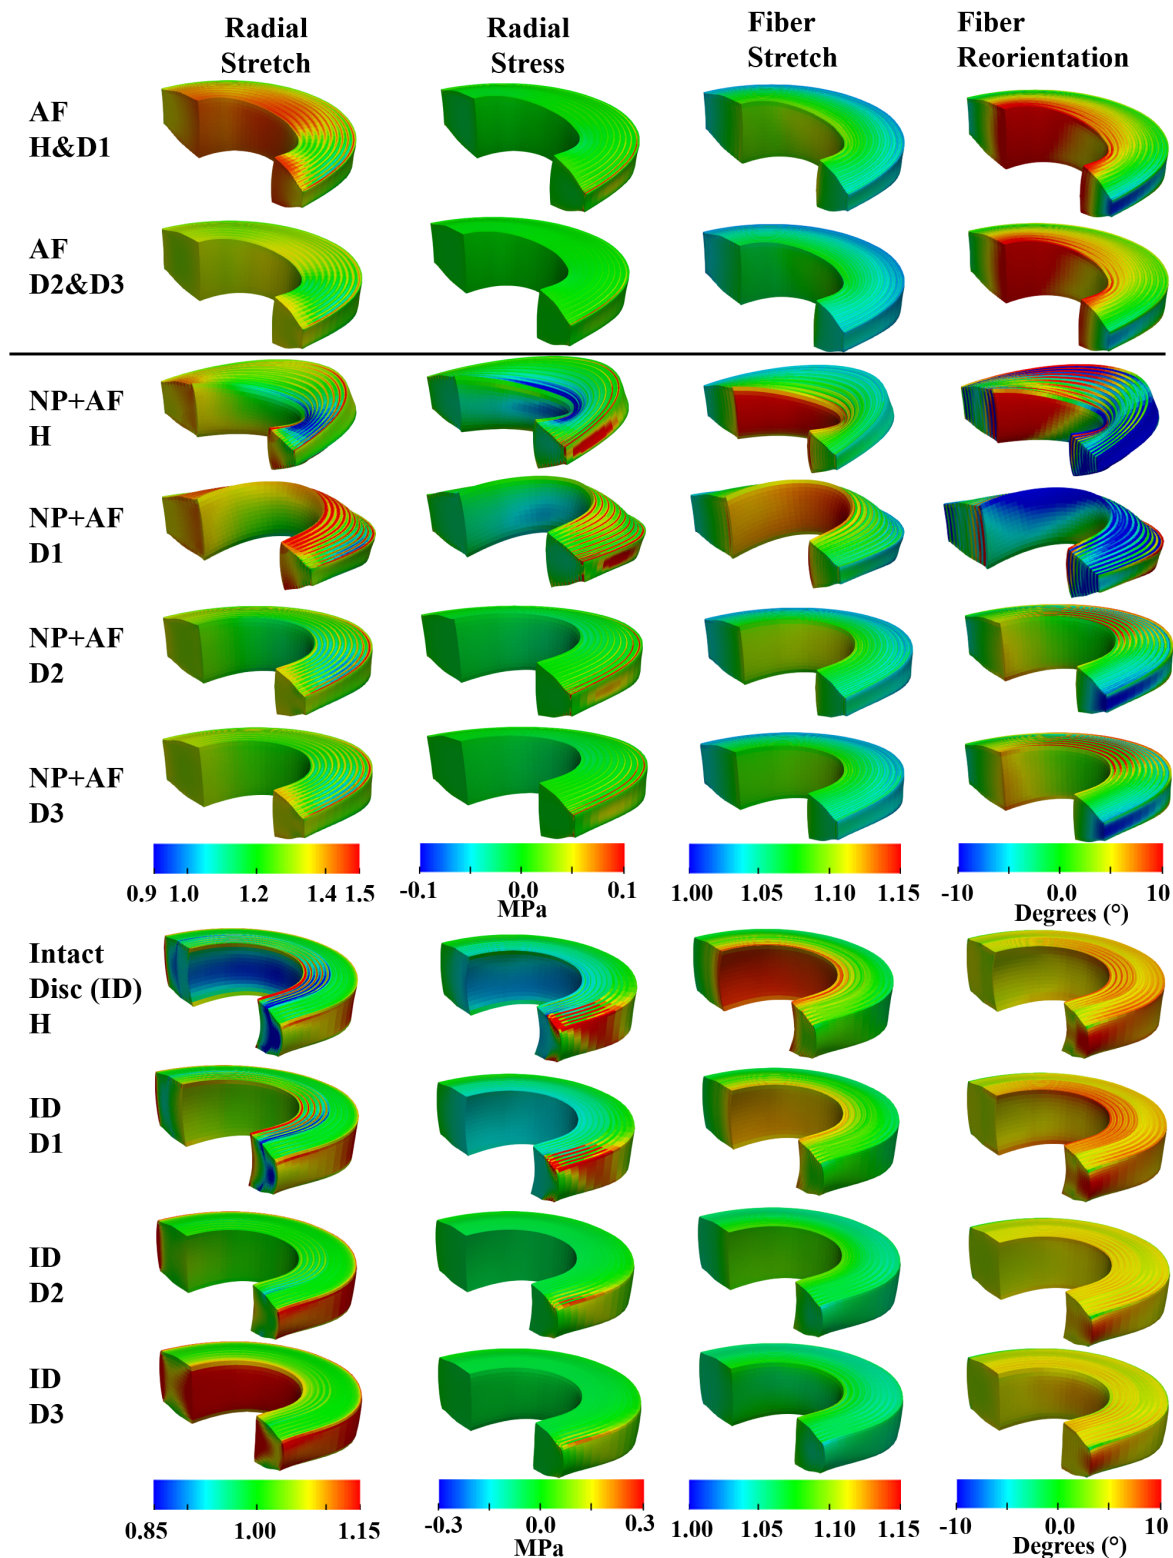 Radial Stretch
Radial Stress
Fiber Stretch
Fiber Reorientation
AF
H&D1
AF
D2&D3
NP+AF
H
NP+AF
D1
NP+AF
D2
NP+AF
D3
0.9 1.0 1.2 1.4 1.5
-0.1 0.0 0.1
MPa
1.00 1.05 1.10 1.15
-10 0.0 10
Degrees (°)
Intact
Disc (ID)
H
ID
D1
ID
D2
ID
D3
0.85 1.00 1.15
-0.3 0.0 0.3
MPa
1.00 1.05 1.10 1.15
-10 0.0 10
Degrees (°)